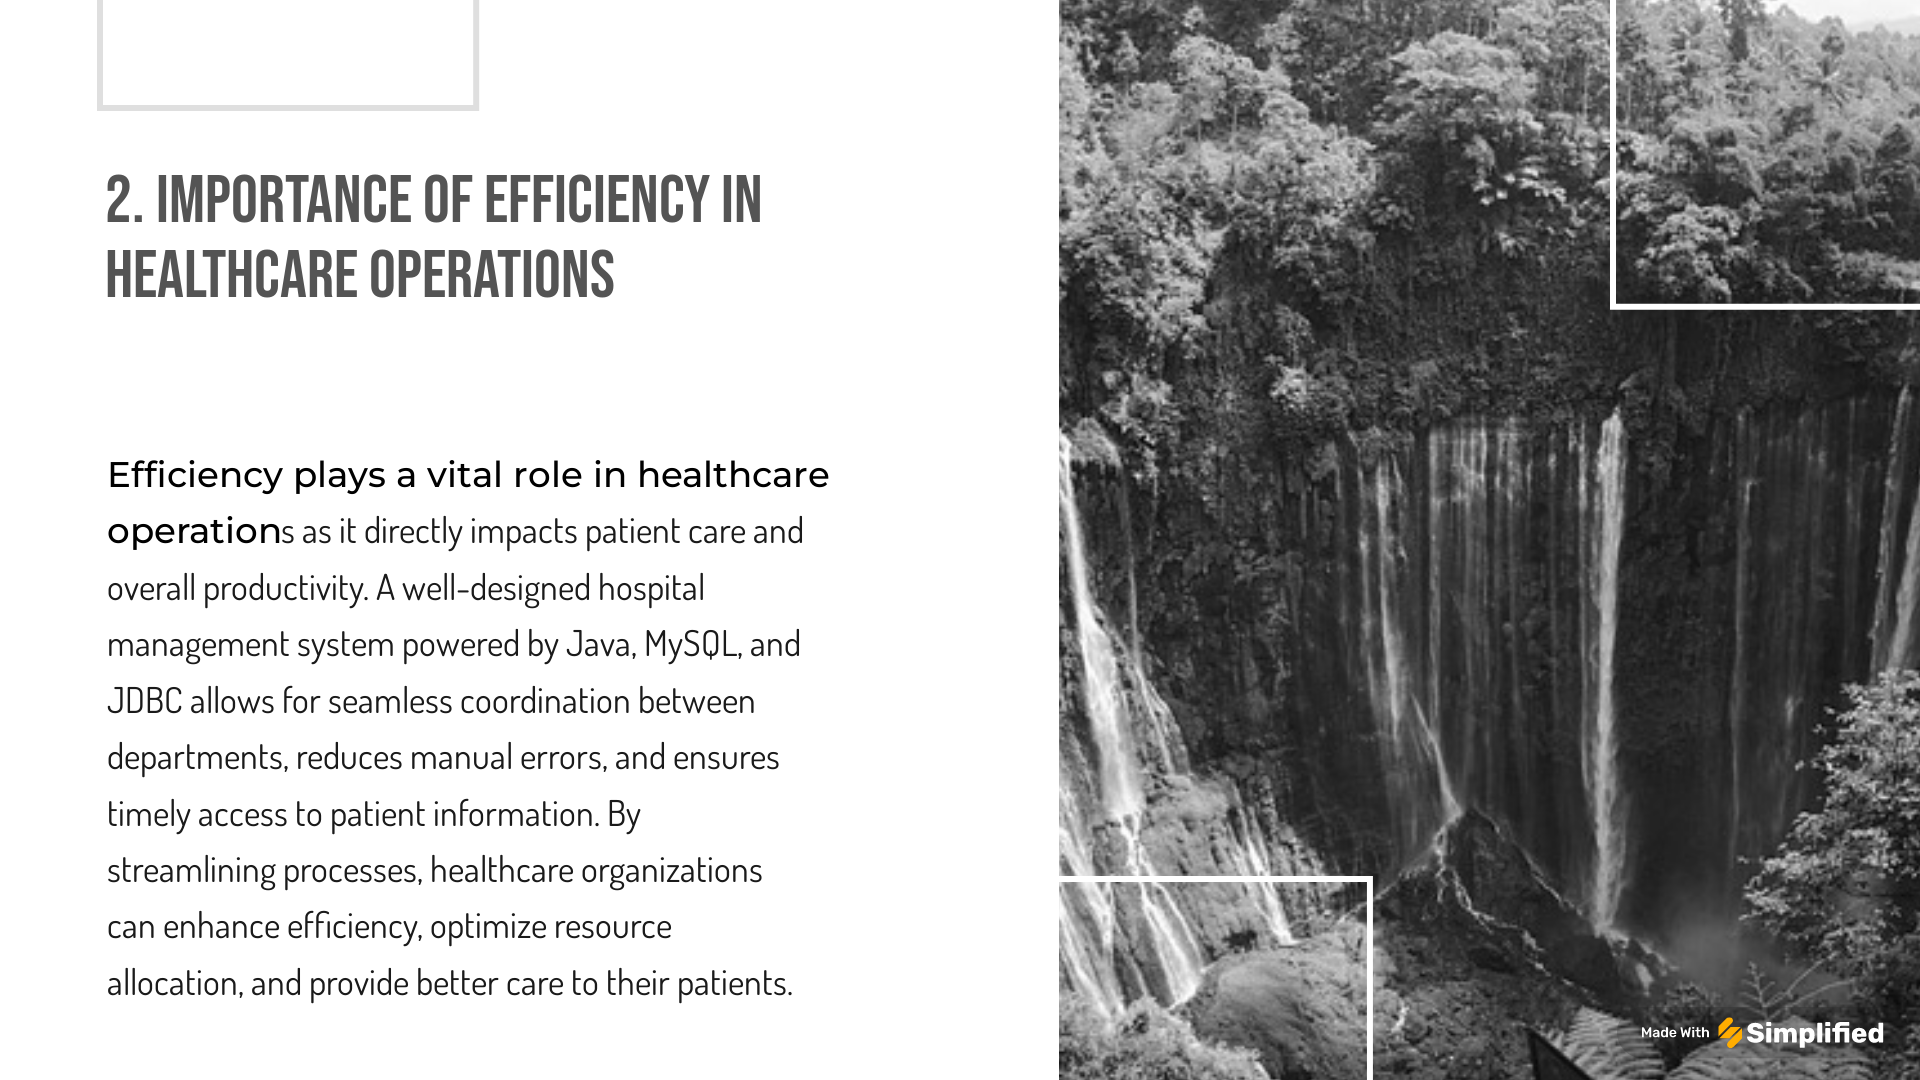 2. IMPORTANCE OF EFFICIENCY IN
HEALTHCARE OPERATIONS
Efficiency plays a vital role in healthcare
operations as it directly impacts patient care and
overall productivity. A well-designed hospital
management system powered by Java, MySQL, and
JDBC allows for seamless coordination between
departments, reduces manual errors, and ensures
timely access to patient information. By
streamlining processes, healthcare organizations
can enhance efficiency, optimize resource
allocation, and provide better care to their patients.
Made With Simplified